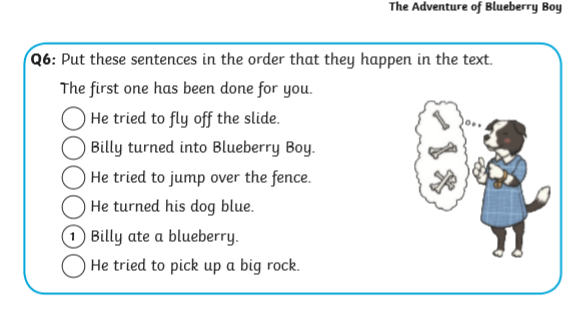 The Adventure of Blueberry Boy
Q6: Put these sentences in the order that they happen in the text.
The first one has been done for you.
He tried to fly off the slide.
Billy turned into Blueberry Boy.
He tried to jump over the fence.
He turned his dog blue.
1 Billy ate a blueberry.
He tried to pick up a big rock.